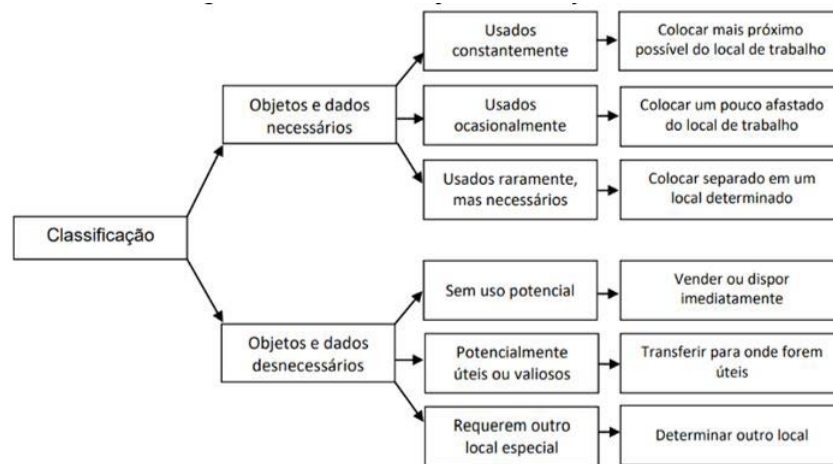 Classificação
Objetos e dados
necessários
Usados
constantemente
Colocar mais próximo
possível do local de trabalho
Usados
ocasionalmente
Colocar um pouco afastado
do local de trabalho
Usados raramente,
mas necessários
Colocar separado em um
local determinado
Objetos e dados
desnecessários
Sem uso potencial
Vender ou dispor
imediatamente
Potencialmente
úteis ou valiosos
Transferir para onde forem
úteis
Requerem outro
local especial
Determinar outro local